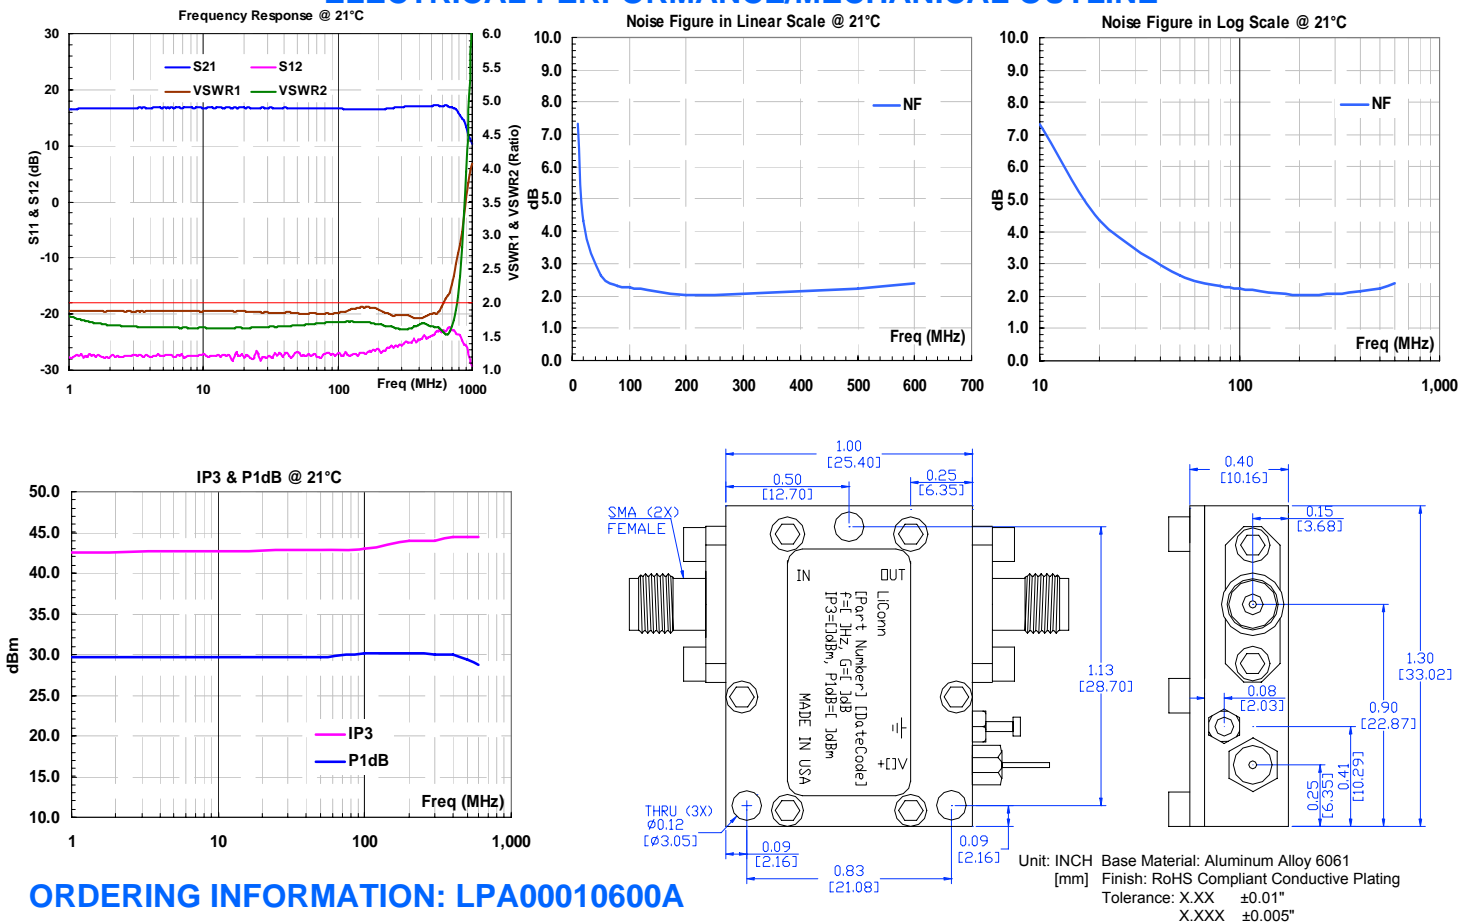 ELECTRICAL PERFORMANCE/MECHANICAL OUTLINE
Frequency Response @ 21°C
30
20
10
0
-10
-20
-30
S11 & S12 (dB)
S21
S12
VSWR1
VSWR2
6.0
5.5
5.0
4.5
4.0
3.5
3.0
2.5
2.0
1.5
1.0
VSWR1 & VSWR2 (Ratio)
1
10
100
Freq (MHz)
1000
Noise Figure in Linear Scale @ 21°C
10.0
9.0
8.0
7.0
6.0
5.0
4.0
3.0
2.0
1.0
0.0
dB
NF
Freq (MHz)
0
100
200
300
400
500
600
700
Noise Figure in Log Scale @ 21°C
10.0
9.0
8.0
7.0
6.0
5.0
4.0
3.0
2.0
1.0
0.0
dB
NF
Freq (MHz)
10
100
1,000
IP3 & P1dB @ 21°C
50.0
45.0
40.0
35.0
30.0
25.0
20.0
15.0
10.0
dBm
IP3
P1dB
Freq (MHz)
1
10
100
1,000
1.00
[25.40]
0.50
[12.70]
0.25
[6.35]
SMA (2X)
FEMALE
IN
OUT
LiConn
[Part Number] [DateCode]
f=[ ]Hz, G=[ ]dB
IP3=[]dBm, P1dB=[ ]dBm
MADE IN USA
+[]V
1.13
[28.70]
THRU (3X)
Ø0.12
[Ø3.05]
0.09
[2.16]
0.83
[21.08]
0.09
[2.16]
0.40
[10.16]
0.15
[3.68]
1.30
[33.02]
0.08
[2.03]
0.90
[22.87]
0.25
[6.35]
0.41
[10.29]
Unit: INCH Base Material: Aluminum Alloy 6061
[mm] Finish: RoHS Compliant Conductive Plating
Tolerance: X.XX ±0.01"
X.XXX ±0.005"
ORDERING INFORMATION: LPA00010600A